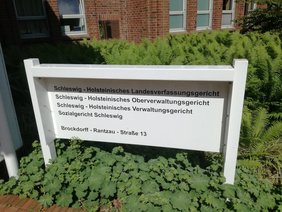 Schleswig - Holsteinisches Landesverfassungsgericht
Schleswig - Holsteinisches Oberverwaltungsgericht
Schleswig - Holsteinisches Verwaltungsgericht
Sozialgericht Schleswig
Brockdorff - Rantzau - Straße 13